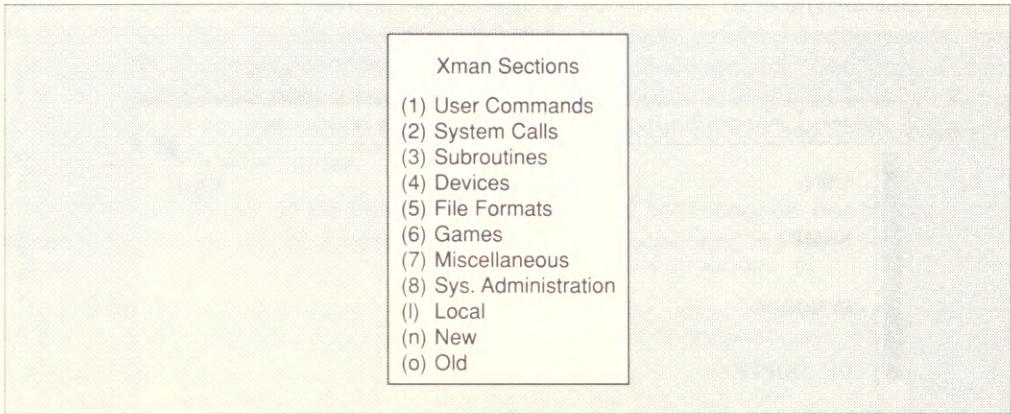 Xman Sections
(1) User Commands
(2) System Calls
(3) Subroutines
(4) Devices
(5) File Formats
(6) Games
(7) Miscellaneous
(8) Sys. Administration
(l) Local
(n) New
(o) Old